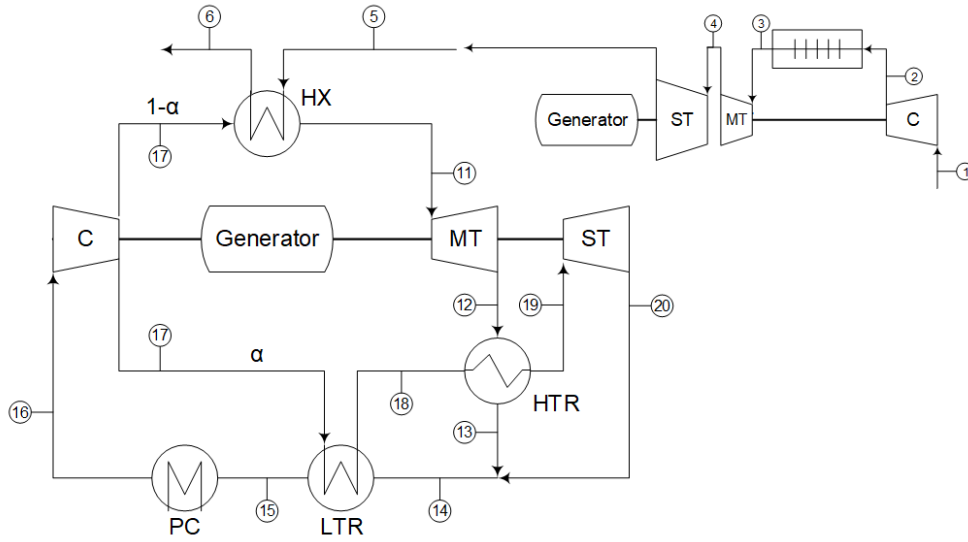 6
5
4
3
2
HX
1-α
17
Generator
ST
MT
C
1
11
C
Generator
MT
ST
12
19
20
17
α
18
HTR
16
13
15
14
PC
LTR